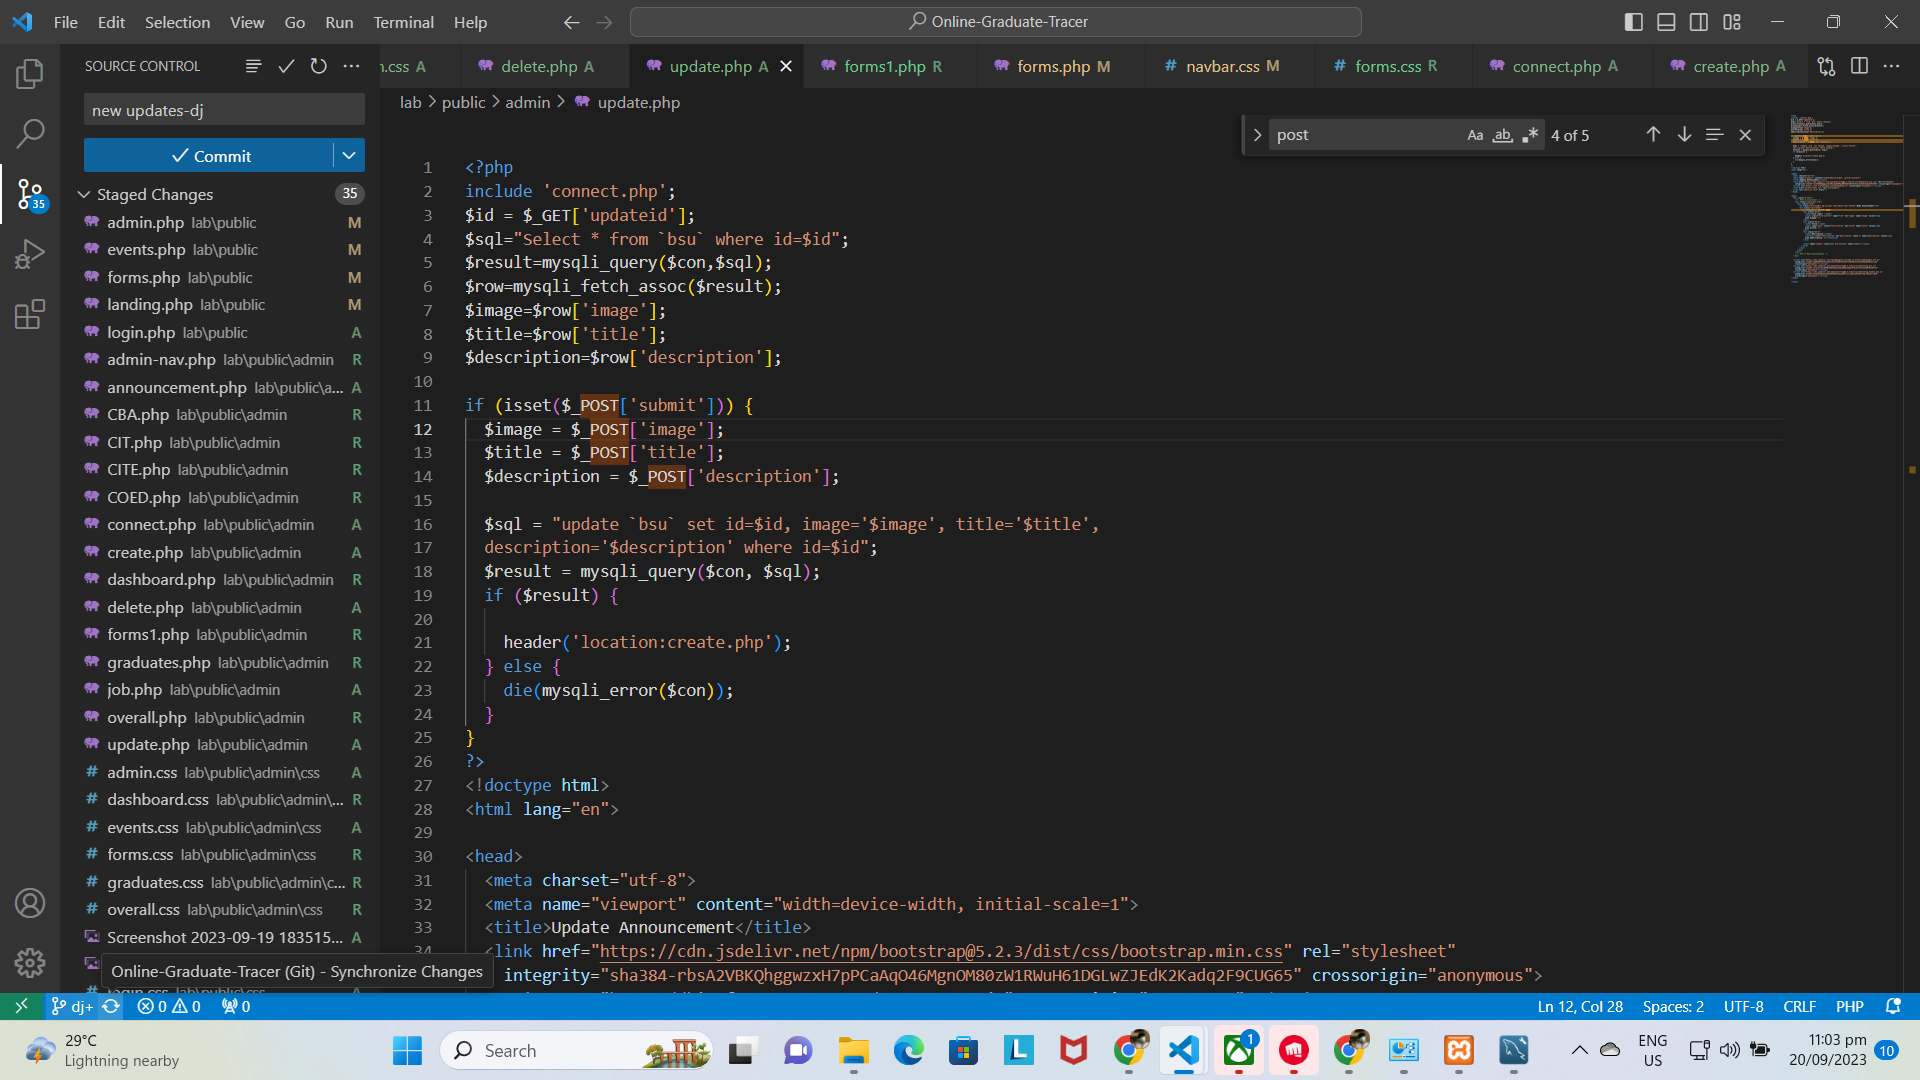 File Edit Selection View Go Run Terminal Help
Online-Graduate-Tracer
SOURCE CONTROL
new updates-dj
Commit
Staged Changes 35
35
admin.php lab\public M
events.php lab\public M
forms.php lab\public M
landing.php lab\public M
login.php lab\public A
admin-nav.php lab\public\admin R
announcement.php lab\public\a... A
CBA.php lab\public\admin R
CIT.php lab\public\admin R
CITE.php lab\public\admin R
COED.php lab\public\admin R
connect.php lab\public\admin A
create.php lab\public\admin A
dashboard.php lab\public\admin R
delete.php lab\public\admin A
forms1.php lab\public\admin R
graduates.php lab\public\admin R
job.php lab\public\admin A
overall.php lab\public\admin R
update.php lab\public\admin A
admin.css lab\public\admin\css A
dashboard.css lab\public\admin\... R
events.css lab\public\admin\css A
forms.css lab\public\admin\css R
graduates.css lab\public\admin\c... R
overall.css lab\public\admin\css R
Screenshot 2023-09-19 183515... A
Online-Graduate-Tracer (Git) - Synchronize Changes
.css A delete.php A update.php A forms1.php R forms.php M navbar.css M forms.css R connect.php A create.php A
lab > public > admin > update.php
post Aa ab 4 of 5
1 <?php
2 include 'connect.php';
3 $id = $_GET['updateid'];
4 $sql="Select * from `bsu` where id=$id";
5 $result=mysqli_query($con,$sql);
6 $row=mysqli_fetch_assoc($result);
7 $image=$row['image'];
8 $title=$row['title'];
9 $description=$row['description'];
10
11 if (isset($_POST['submit'])) {
12 $image = $_POST['image'];
13 $title = $_POST['title'];
14 $description = $_POST['description'];
15
16 $sql = "update `bsu` set id=$id, image='$image', title='$title',
17 description='$description' where id=$id";
18 $result = mysqli_query($con, $sql);
19 if ($result) {
20
21 header('location:create.php');
22 } else {
23 die(mysqli_error($con));
24 }
25 }
26 ?>
27 <!doctype html>
28 <html lang="en">
29
30 <head>
31 <meta charset="utf-8">
32 <meta name="viewport" content="width=device-width, initial-scale=1">
33 <title>Update Announcement</title>
34 <link href="https://cdn.jsdelivr.net/npm/bootstrap@5.2.3/dist/css/bootstrap.min.css" rel="stylesheet"
integrity="sha384-rbsA2VBKQhggwzxH7pPCaAqO46MgnOM80zW1RWuH61DGLwZJEdK2Kadq2F9CUG65" crossorigin="anonymous">
dj+ 0 0 0
Ln 12, Col 28 Spaces: 2 UTF-8 CRLF PHP
29°C
Lightning nearby
Search
1
ENG
US
11:03 pm
20/09/2023
10